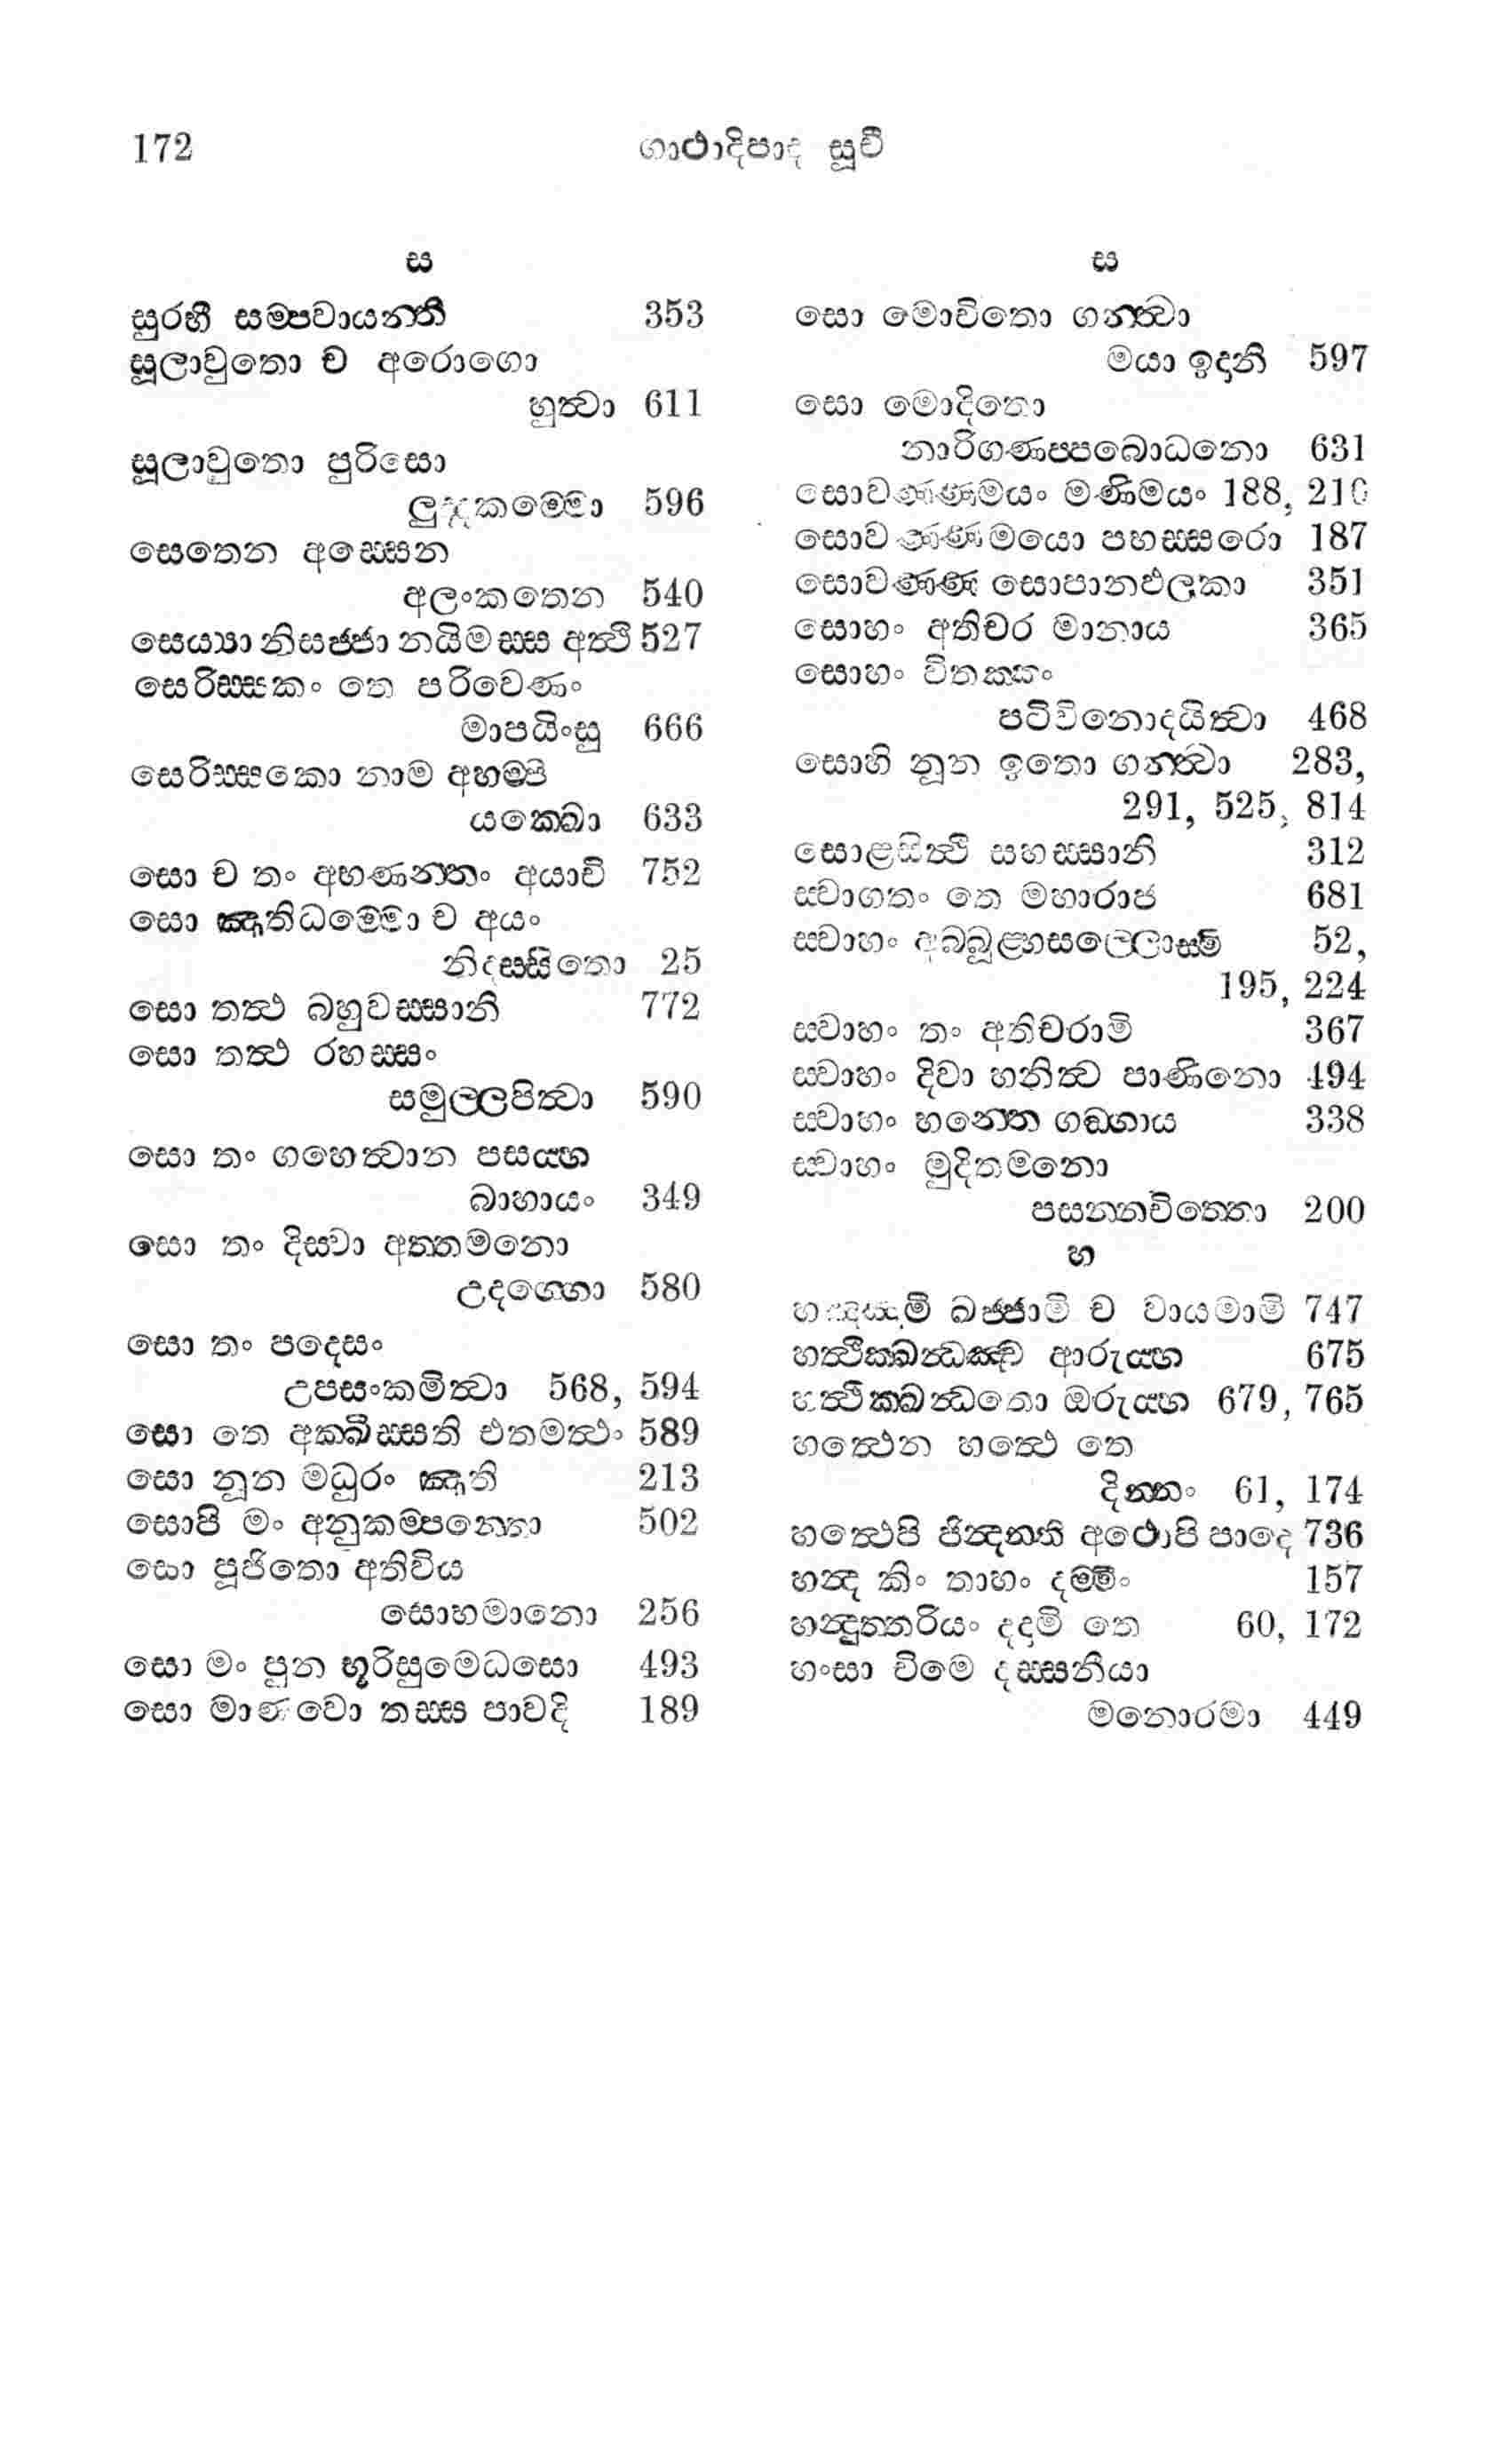 172 ගාථාදිපාද සූචී
ස
සුරභී සම්පවායන්තී 353
සූලාවුතො ච අරොගො
හුත්වා 611
සූලාවුතො පුරිසො
ලුද්දකම්මො 596
සෙතෙන අස්සෙන
අලංකතෙන 540
සෙය්‍යා නිසජ්ජා නයිමස්ස අත්ථි 527
සෙරිස්සකං තෙ පරිවෙණං
මාපයිංසු 666
සෙරිස්සකො නාම අහම්පි
යක්ඛො 633
සො ච තං අභණන්තං අයාචි 752
සො ඤාතිධම්මො ච අයං
නිදස්සිතො 25
සො තත්ථ බහුවස්සානි 772
සො තත්ථ රහස්සං
සමුල්ලපිත්වා 590
සො තං ගහෙත්වාන පසය්හ
බාහායං 349
සො තං දිස්වා අත්තමනො
උදග්ගො 580
සො තං පදෙසං
උපසංකමිත්වා 568, 594
සො තෙ අක්ඛිස්සති එතමත්ථං 589
සො නූන මධුරං ඤාති 213
සොපි මං අනුකම්පන්තො 502
සො පූජිතො අතිවිය
සොභමානො 256
සො මං පුන භූරිසුමෙධසො 493
සො මාණවො තස්ස පාවදි 189
ස
සො මොචිතො ගන්ත්වා
මයා ඉදානි 597
සො මොදිතො
නාරිගණප්පබොධනො 631
සොවණ්ණමයං මණිමයං 188, 210
සොවණ්ණමයො පභස්සරො 187
සොවණ්ණ සොපානඵලකා 351
සොහං අතිචර මානාය 365
සොහං විතක්කං
පටිවිනොදයිත්වා 468
සොහි නූන ඉතො ගන්ත්වා 283,
291, 525, 814
සොළසිත්ථි සහස්සානි 312
ස්වාගතං තෙ මහාරාජ 681
ස්වාහං අබ්බූළ්හසල්ලොස්මි 52,
195, 224
ස්වාහං තං අතිචරාමි 367
ස්වාහං දිවා හනිත්ව පාණිනො 494
ස්වාහං භන්තෙ ගඞ්ගාය 338
ස්වාහං මුදිතමනො
පසන්නචිත්තො 200
හ
හඤ්ඤාමි ඛජ්ජාමි ච වායමාමි 747
හත්ථික්ඛන්ධඤ්ච ආරුය්හ 675
හත්ථික්ඛන්ධතො ඔරුය්හ 679, 765
හත්ථෙන හත්ථෙ තෙ
දින්නං 61, 174
හත්ථෙපි ඡින්දන්ති අථොපි පාදෙ 736
හන්ද කිං තාහං දම්මිං 157
හන්දුත්තරියං දදාමි තෙ 60, 172
හංසා චිමෙ දස්සනීයා
මනොරමා 449